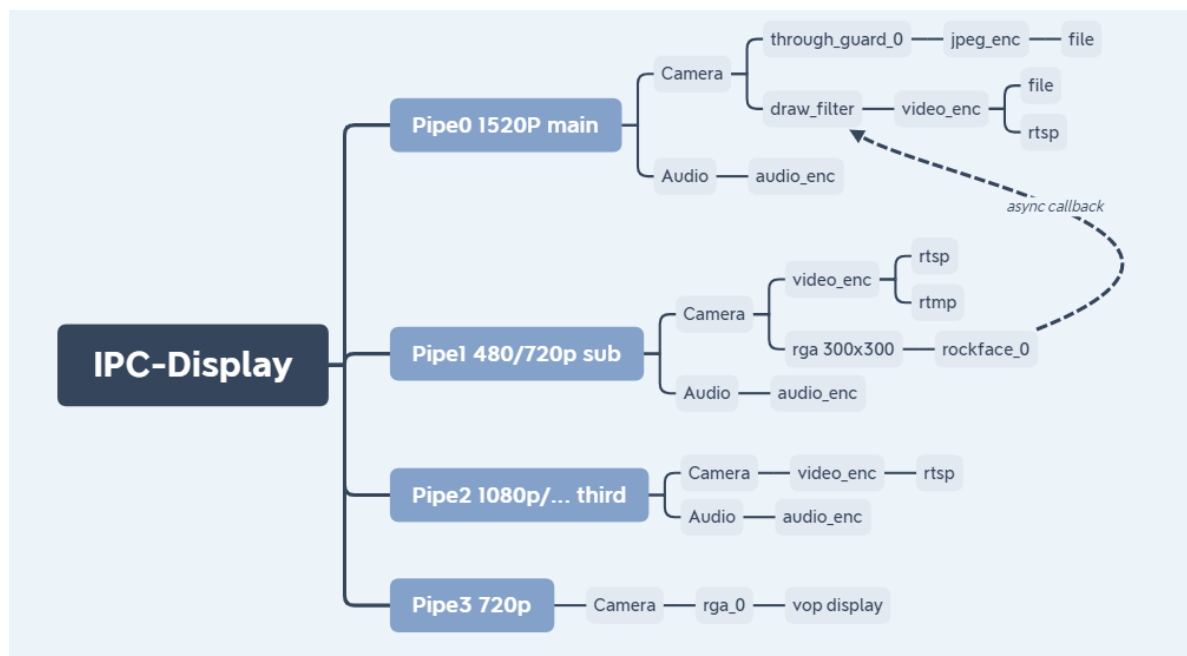 IPC-Display
Pipe0 1520P main
Camera
through_guard_0
jpeg_enc
file
draw_filter
video_enc
file
rtsp
Audio
audio_enc
async callback
Pipe1 480/720p sub
Camera
video_enc
rtsp
rtmp
rga 300x300
rockface_0
Audio
audio_enc
Pipe2 1080p/... third
Camera
video_enc
rtsp
Audio
audio_enc
Pipe3 720p
Camera
rga_0
vop display